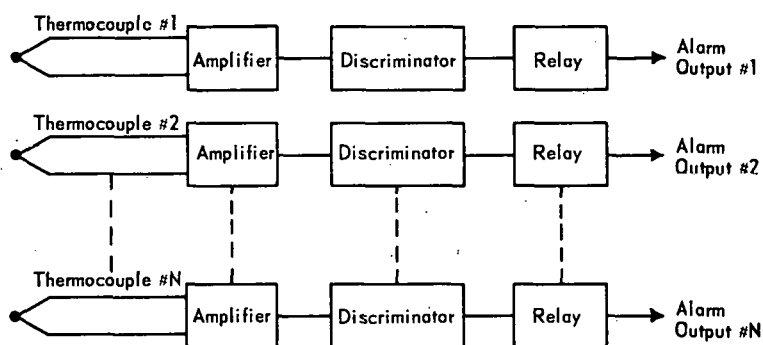 Thermocouple #1
Amplifier
Discriminator
Relay
Alarm
Output #1
Thermocouple #2
Amplifier
Discriminator
Relay
Alarm
Output #2
Thermocouple #N
Amplifier
Discriminator
Relay
Alarm
Output #N